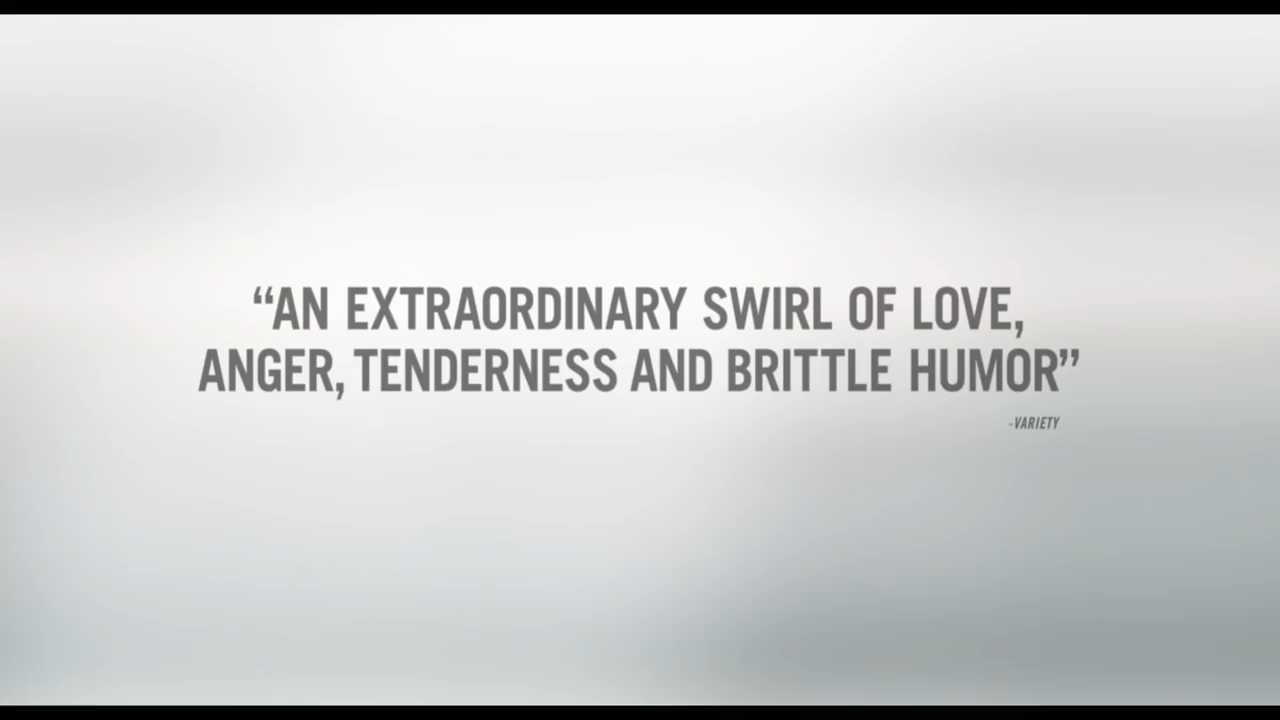 “AN EXTRAORDINARY SWIRL OF LOVE,
ANGER, TENDERNESS AND BRITTLE HUMOR”
-VARIETY